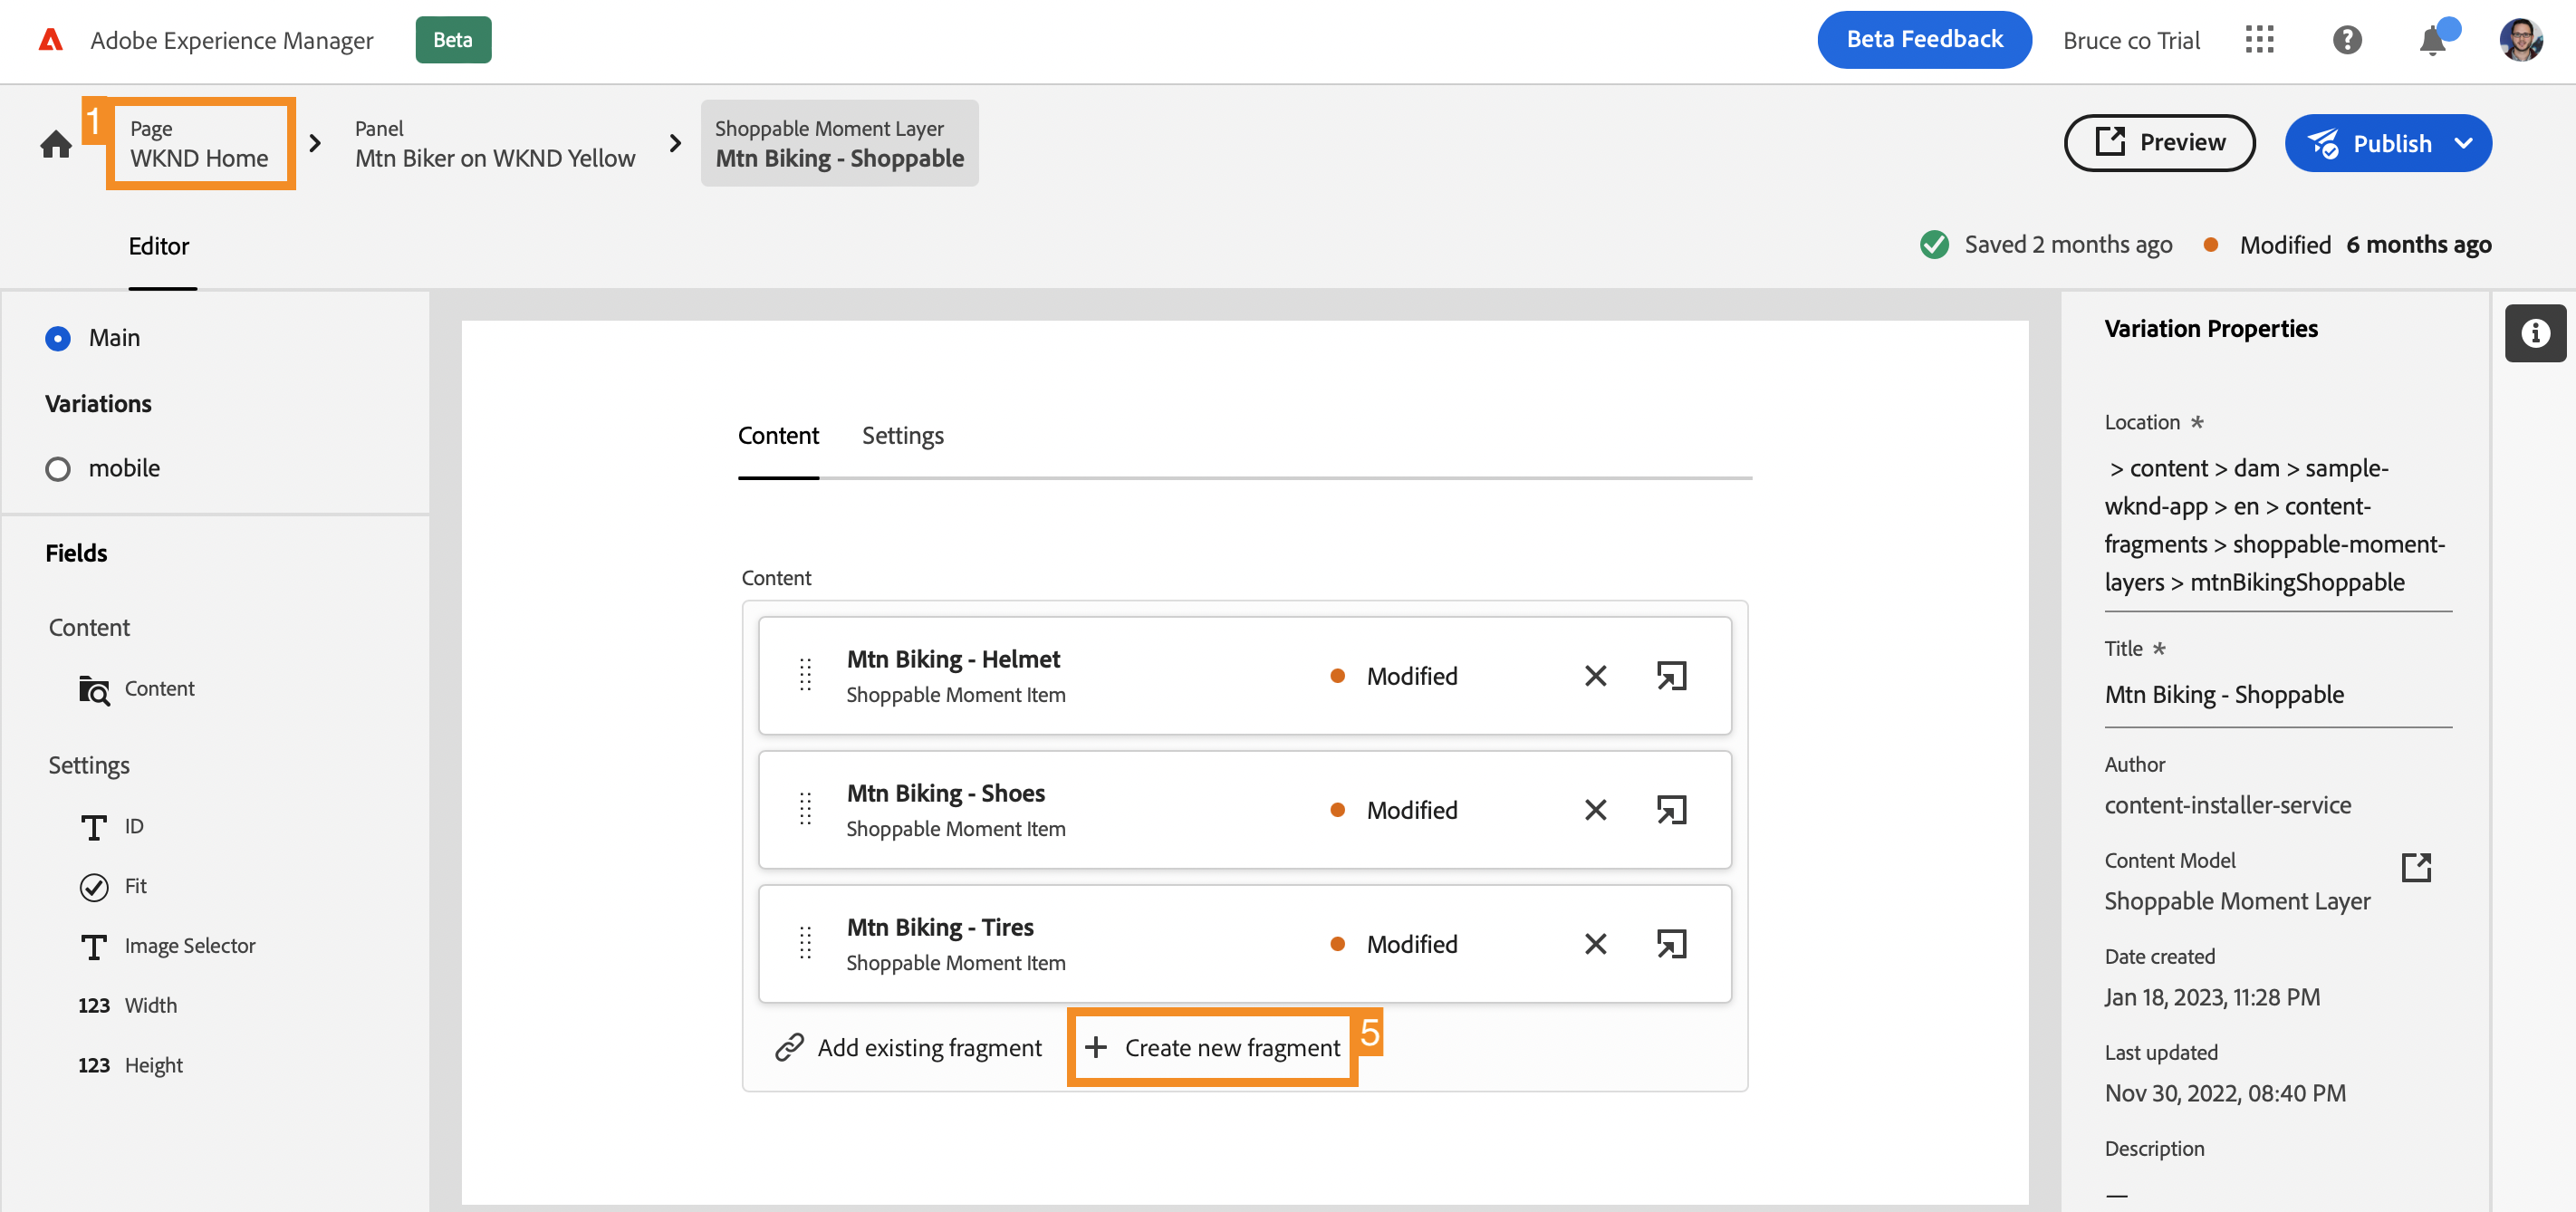 Adobe Experience Manager
Beta
Beta Feedback
Bruce co Trial
1
Page
WKND Home
Panel
Mtn Biker on WKND Yellow
Shoppable Moment Layer
Mtn Biking - Shoppable
Preview
Publish
Editor
Saved 2 months ago
Modified 6 months ago
Main
Variations
mobile
Fields
Content
Content
Settings
ID
Fit
Image Selector
123 Width
123 Height
Content Settings
Content
Mtn Biking - Helmet
Shoppable Moment Item
Modified
Mtn Biking - Shoes
Shoppable Moment Item
Modified
Mtn Biking - Tires
Shoppable Moment Item
Modified
Add existing fragment
Create new fragment
5
Variation Properties
Location *
> content > dam > sample-
wknd-app > en > content-
fragments > shoppable-moment-
layers > mtnBikingShoppable
Title *
Mtn Biking - Shoppable
Author
content-installer-service
Content Model
Shoppable Moment Layer
Date created
Jan 18, 2023, 11:28 PM
Last updated
Nov 30, 2022, 08:40 PM
Description
—